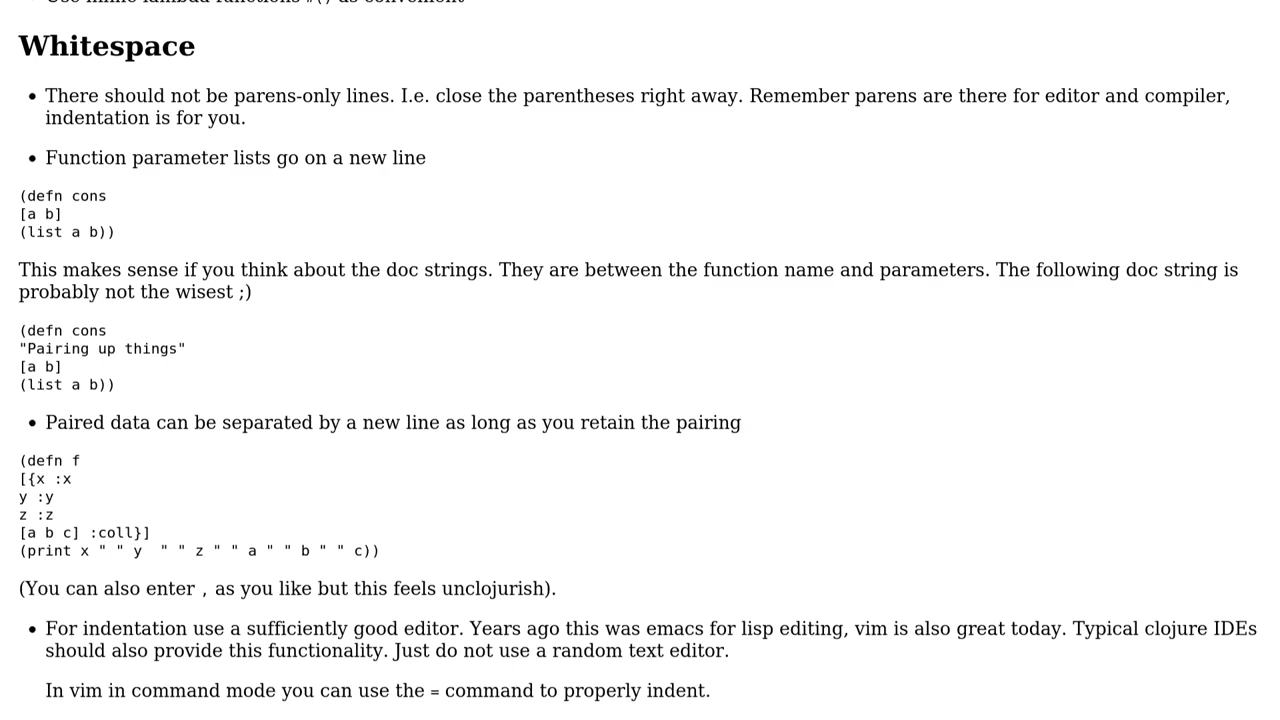 Use inline lambda functions #() as convenient
Whitespace
• There should not be parens-only lines. I.e. close the parentheses right away. Remember parens are there for editor and compiler,
indentation is for you.
• Function parameter lists go on a new line
(defn cons
[a b]
(list a b))
This makes sense if you think about the doc strings. They are between the function name and parameters. The following doc string is
probably not the wisest ;)
(defn cons
"Pairing up things"
[a b]
(list a b))
• Paired data can be separated by a new line as long as you retain the pairing
(defn f
[{x :x
y :y
z :z
[a b c] :coll}]
(print x " " y  " " z " " a " " b " " c))
(You can also enter , as you like but this feels unclojurish).
• For indentation use a sufficiently good editor. Years ago this was emacs for lisp editing, vim is also great today. Typical clojure IDEs
should also provide this functionality. Just do not use a random text editor.
In vim in command mode you can use the = command to properly indent.